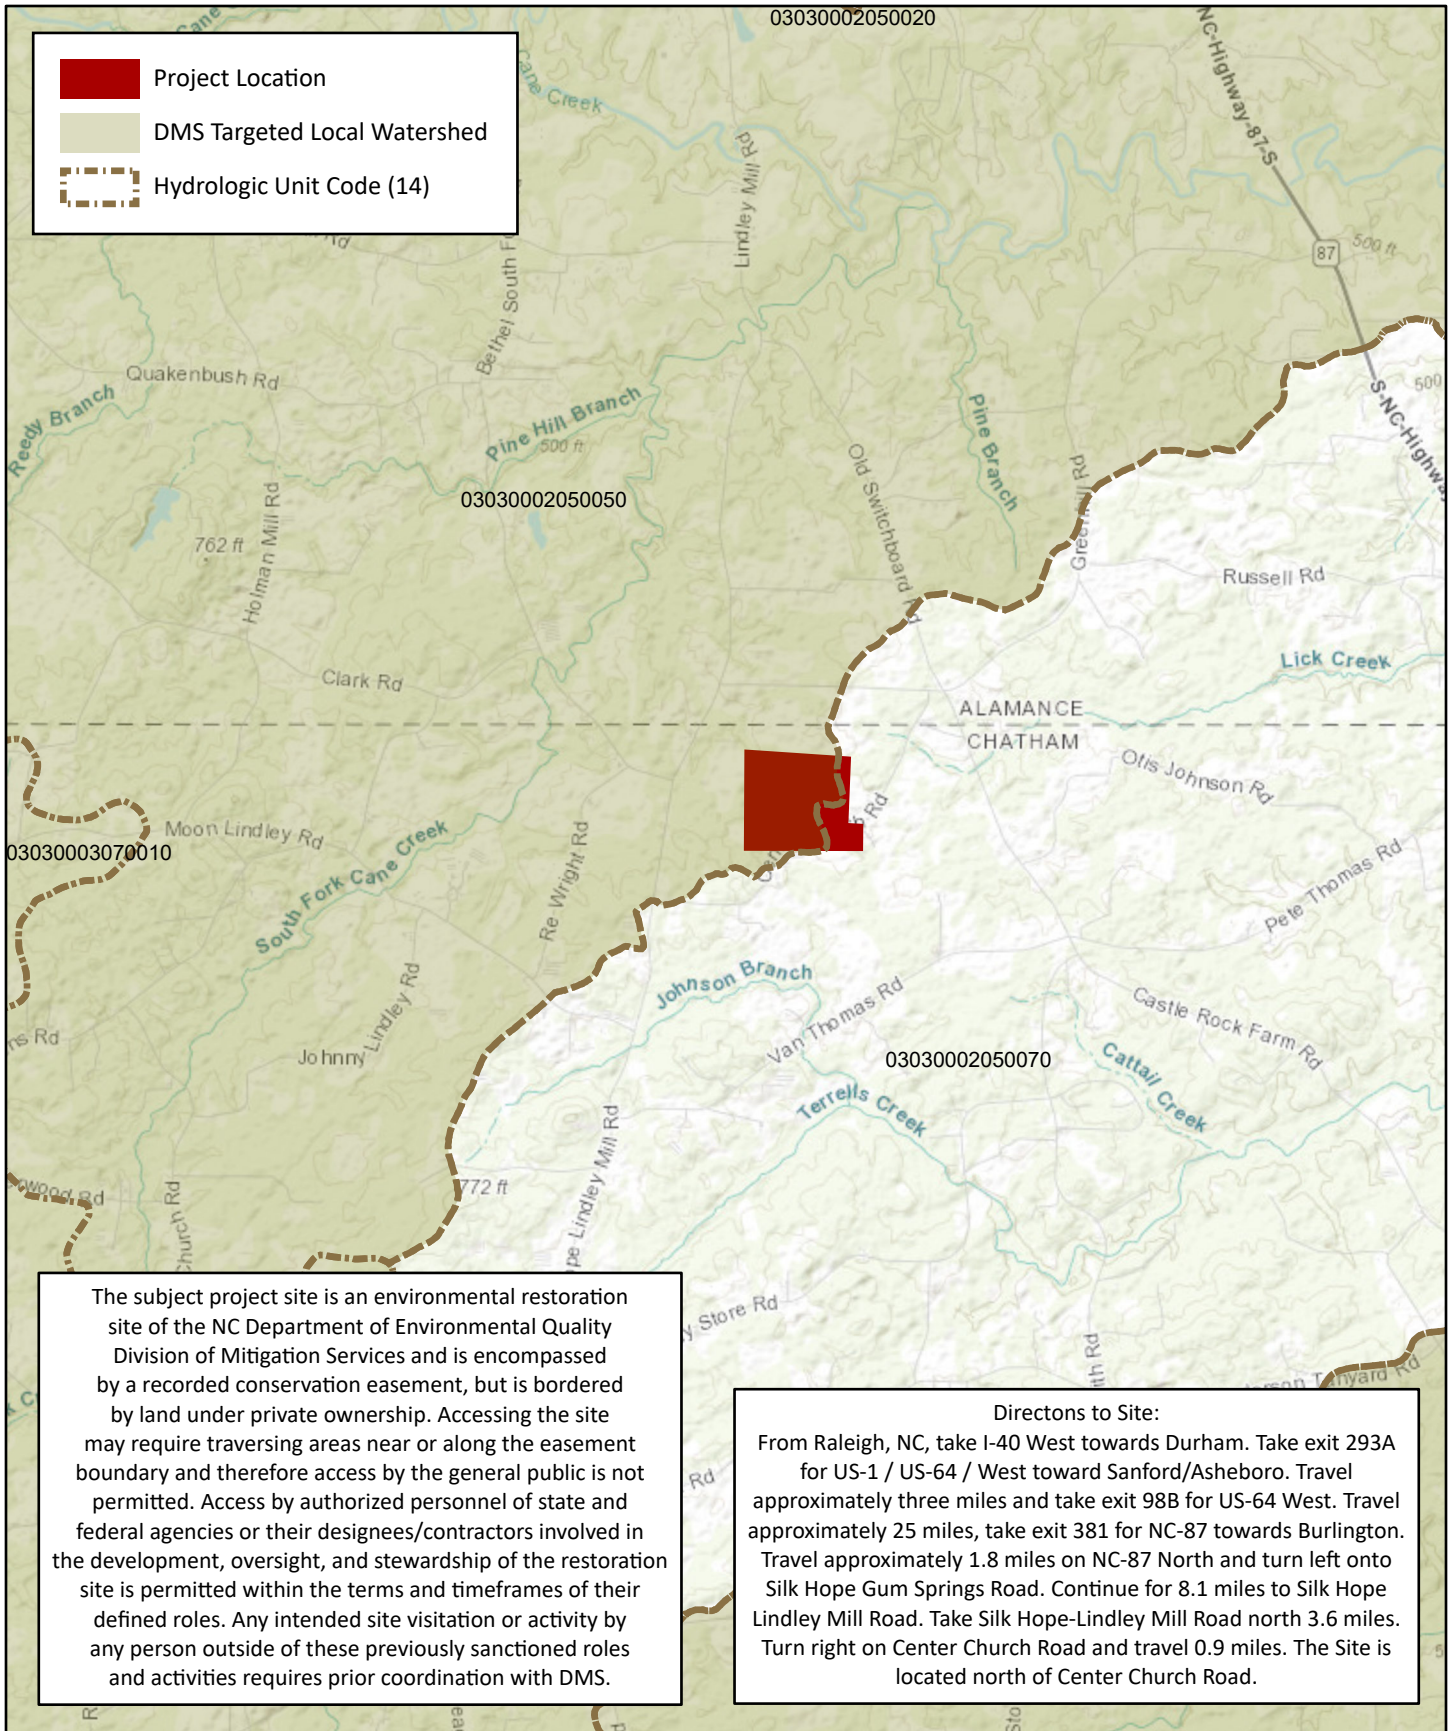 03030002050020
Project Location
DMS Targeted Local Watershed
Hydrologic Unit Code (14)
Cane Creek
NC-Highway-87-S
Lindley Mill Rd
87
500 ft
Bethel South
Quakenbush Rd
Reedy Branch
Pine Hill Branch
500 ft
Pine Branch
500
S-NC-Highway
Old Switchboard Rd
03030002050050
762 ft
Holman Mill Rd
Russell Rd
Lick Creek
Clark Rd
ALAMANCE
CHATHAM
Otis Johnson Rd
Moon Lindley Rd
03030003070010
South Fork Cane Creek
Re Wright Rd
Rd
Pete Thomas Rd
Johnson Branch
Van Thomas Rd
Castle Rock Farm Rd
Johnny Lindley Rd
03030002050070
Cattail Creek
Terrells Creek
Lindley Mill Rd
772 ft
Rd
Church Rd
Store Rd
Rd
Tanyard Rd
Rd
The subject project site is an environmental restoration
site of the NC Department of Environmental Quality
Division of Mitigation Services and is encompassed
by a recorded conservation easement, but is bordered
by land under private ownership. Accessing the site
may require traversing areas near or along the easement
boundary and therefore access by the general public is not
permitted. Access by authorized personnel of state and
federal agencies or their designees/contractors involved in
the development, oversight, and stewardship of the restoration
site is permitted within the terms and timeframes of their
defined roles. Any intended site visitation or activity by
any person outside of these previously sanctioned roles
and activities requires prior coordination with DMS.
Directons to Site:
From Raleigh, NC, take I-40 West towards Durham. Take exit 293A
for US-1 / US-64 / West toward Sanford/Asheboro. Travel
approximately three miles and take exit 98B for US-64 West. Travel
approximately 25 miles, take exit 381 for NC-87 towards Burlington.
Travel approximately 1.8 miles on NC-87 North and turn left onto
Silk Hope Gum Springs Road. Continue for 8.1 miles to Silk Hope
Lindley Mill Road. Take Silk Hope-Lindley Mill Road north 3.6 miles.
Turn right on Center Church Road and travel 0.9 miles. The Site is
located north of Center Church Road.